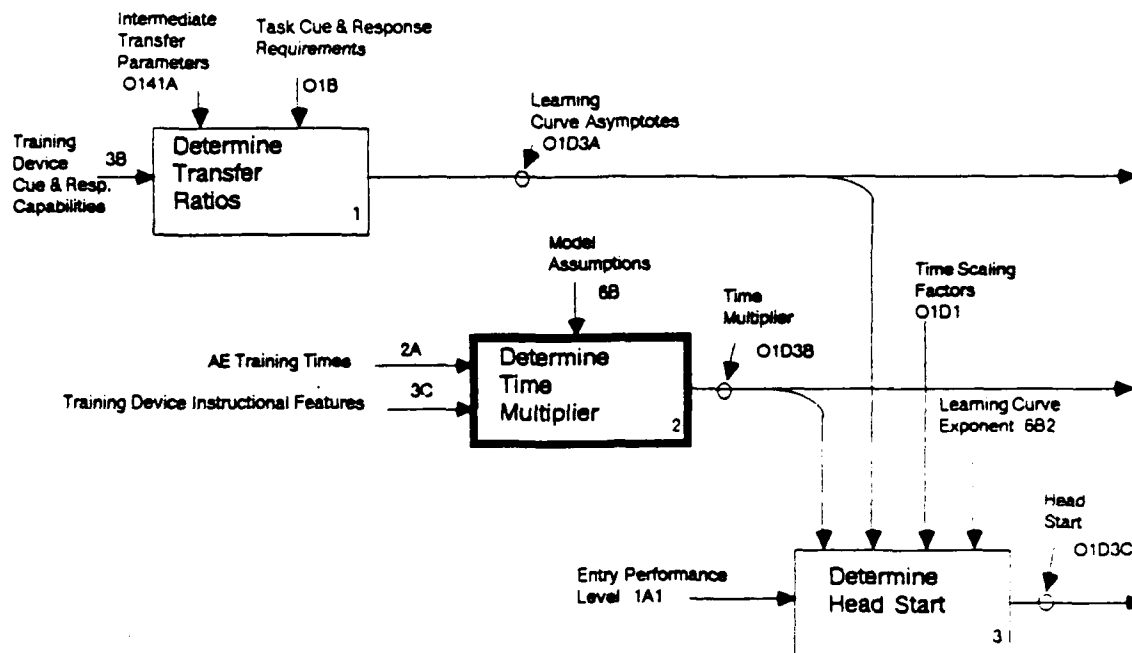 Intermediate
Transfer
Parameters
O141A
Task Cue & Response
Requirements
O1B
Training
Device
Cue & Resp.
Capabilities
3B
Determine
Transfer
Ratios
1
Learning
Curve Asymptotes
O1D3A
Model
Assumptions
6B
AE Training Times
2A
Training Device Instructional Features
3C
Determine
Time
Multiplier
2
Time
Multiplier
O1D3B
Time Scaling
Factors
O1D1
Learning Curve
Exponent 6B2
Entry Performance
Level 1A1
Determine
Head Start
3
Head
Start
O1D3C